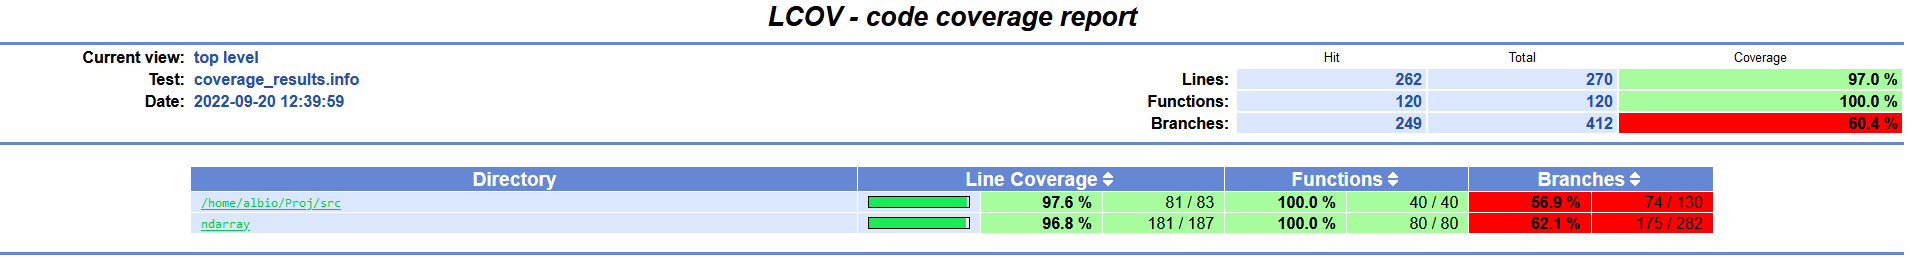 LCOV - code coverage report
Current view: top level Hit Total Coverage
Test: coverage_results.info Lines: 262 270 97.0 %
Date: 2022-09-20 12:39:59 Functions: 120 120 100.0 %
Branches: 249 412 60.4 %
Directory Line Coverage Functions Branches
/home/albio/Proj/src 97.6 % 81 / 83 100.0 % 40 / 40 56.9 % 74 / 130
ndarray 96.8 % 181 / 187 100.0 % 80 / 80 62.1 % 175 / 282